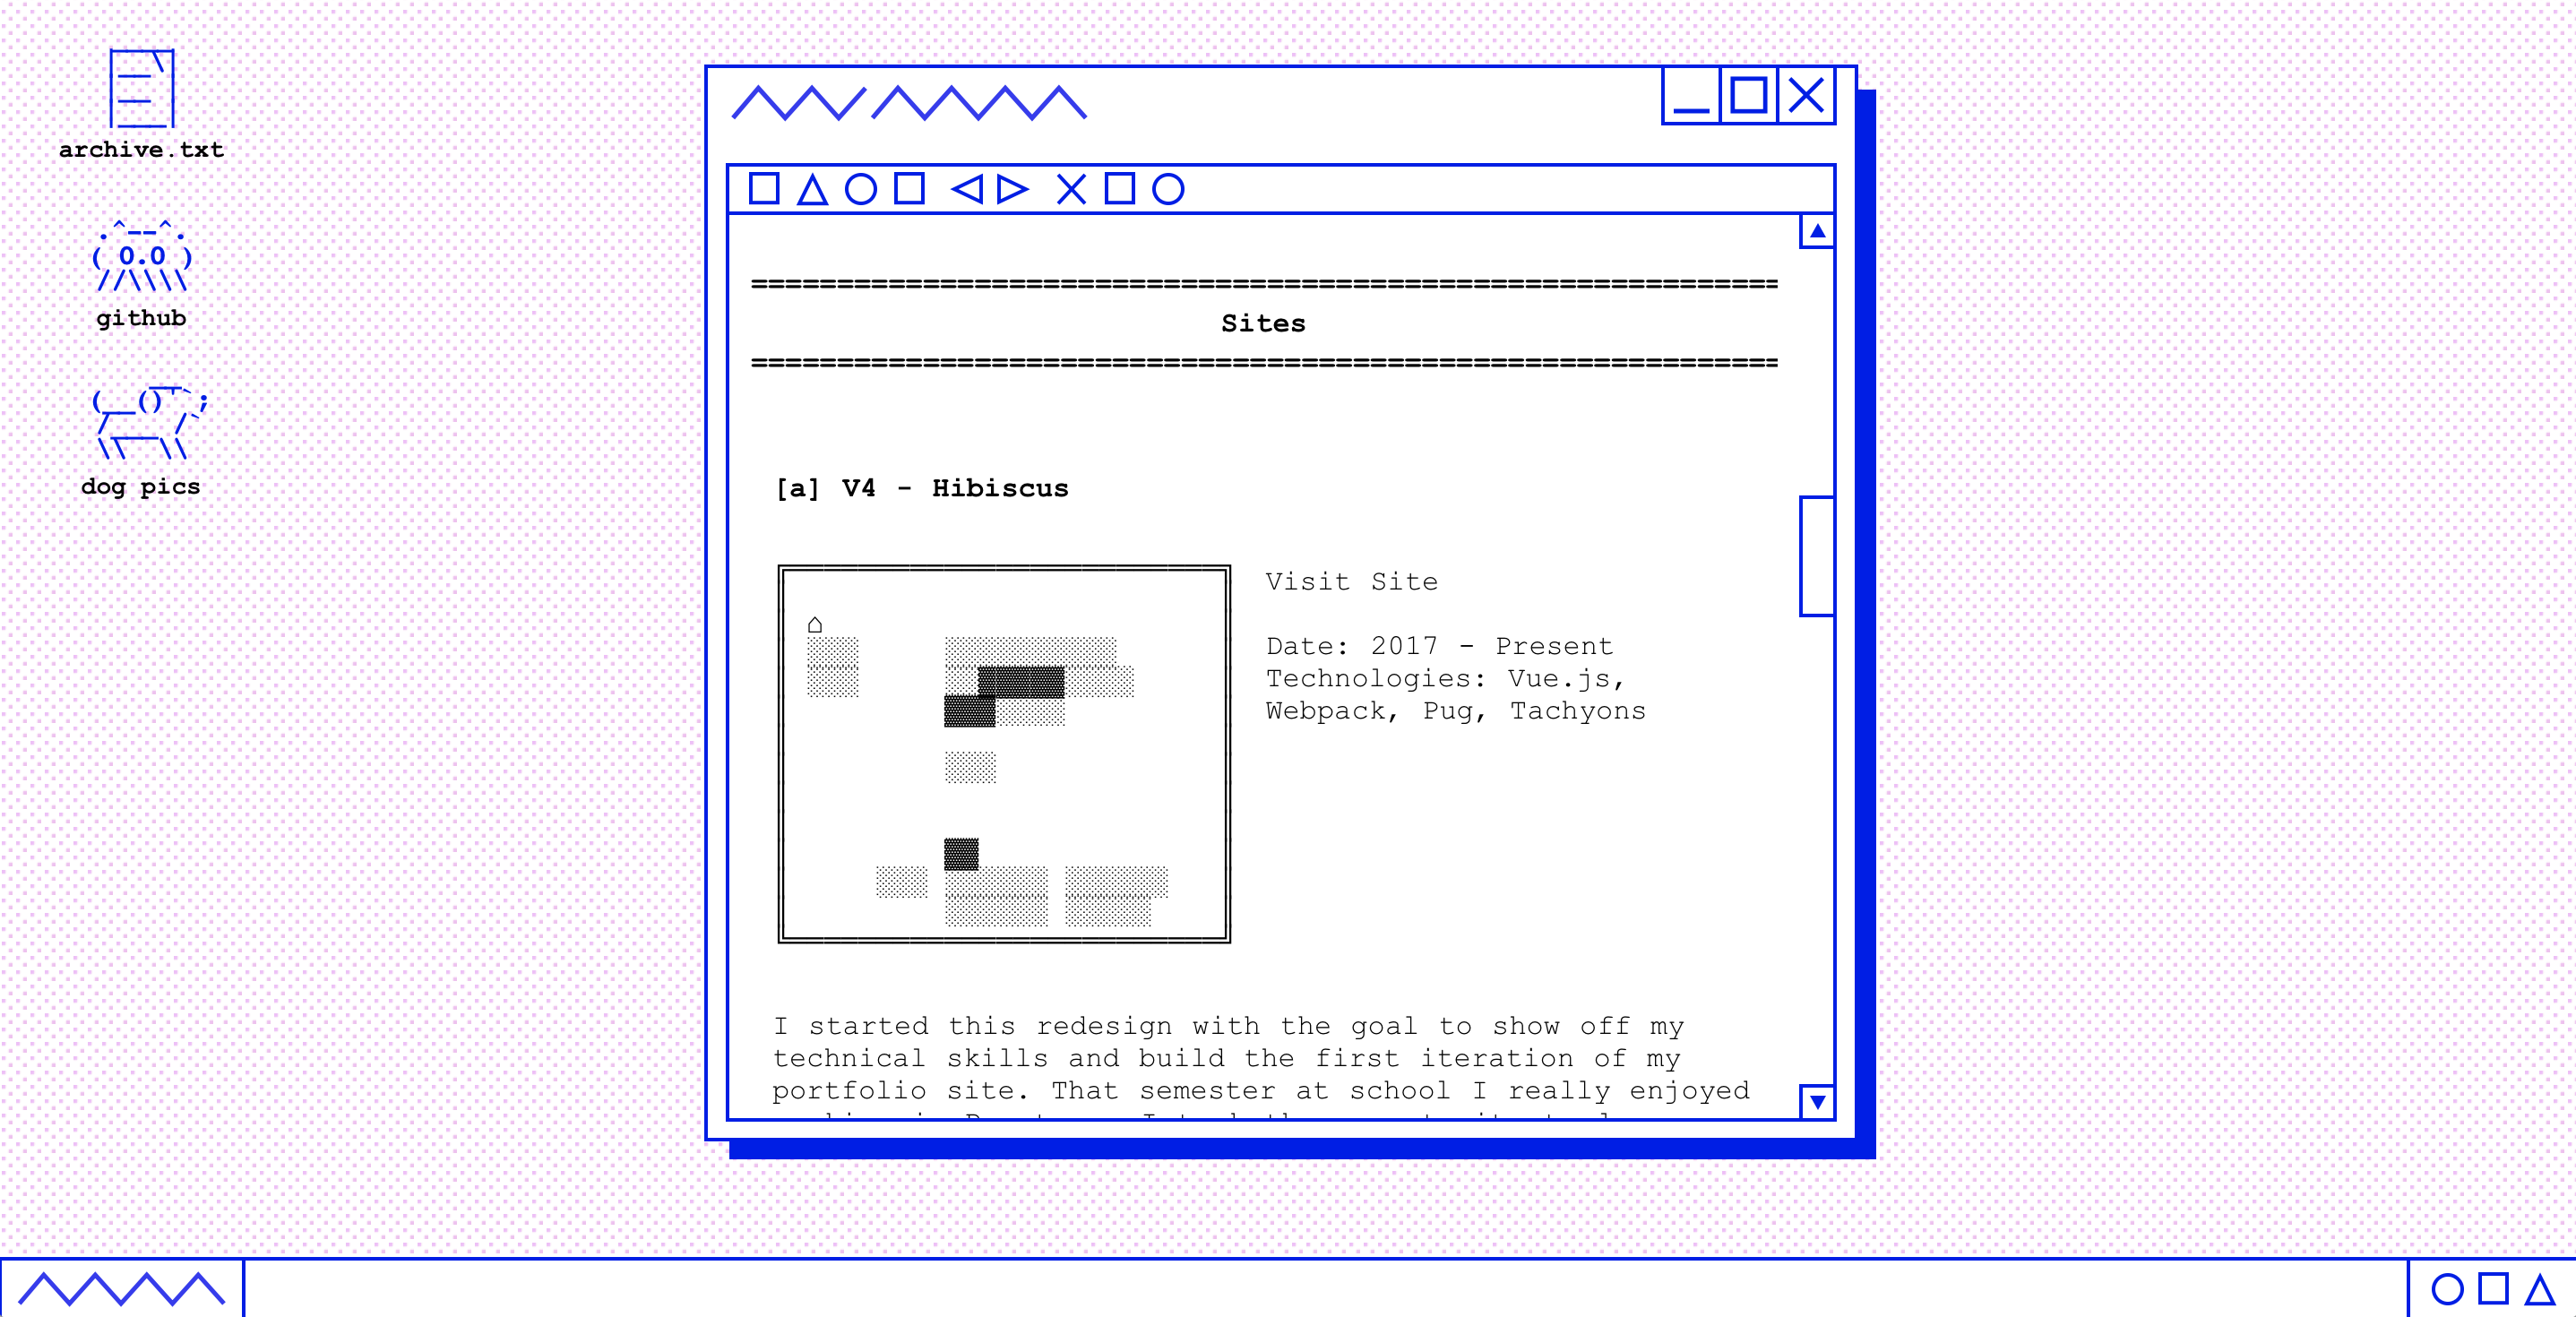 archive.txt
github
dog pics
Sites
[a] V4 - Hibiscus
Visit Site
Date: 2017 - Present
Technologies: Vue.js,
Webpack, Pug, Tachyons
I started this redesign with the goal to show off my
technical skills and build the first iteration of my
portfolio site. That semester at school I really enjoyed